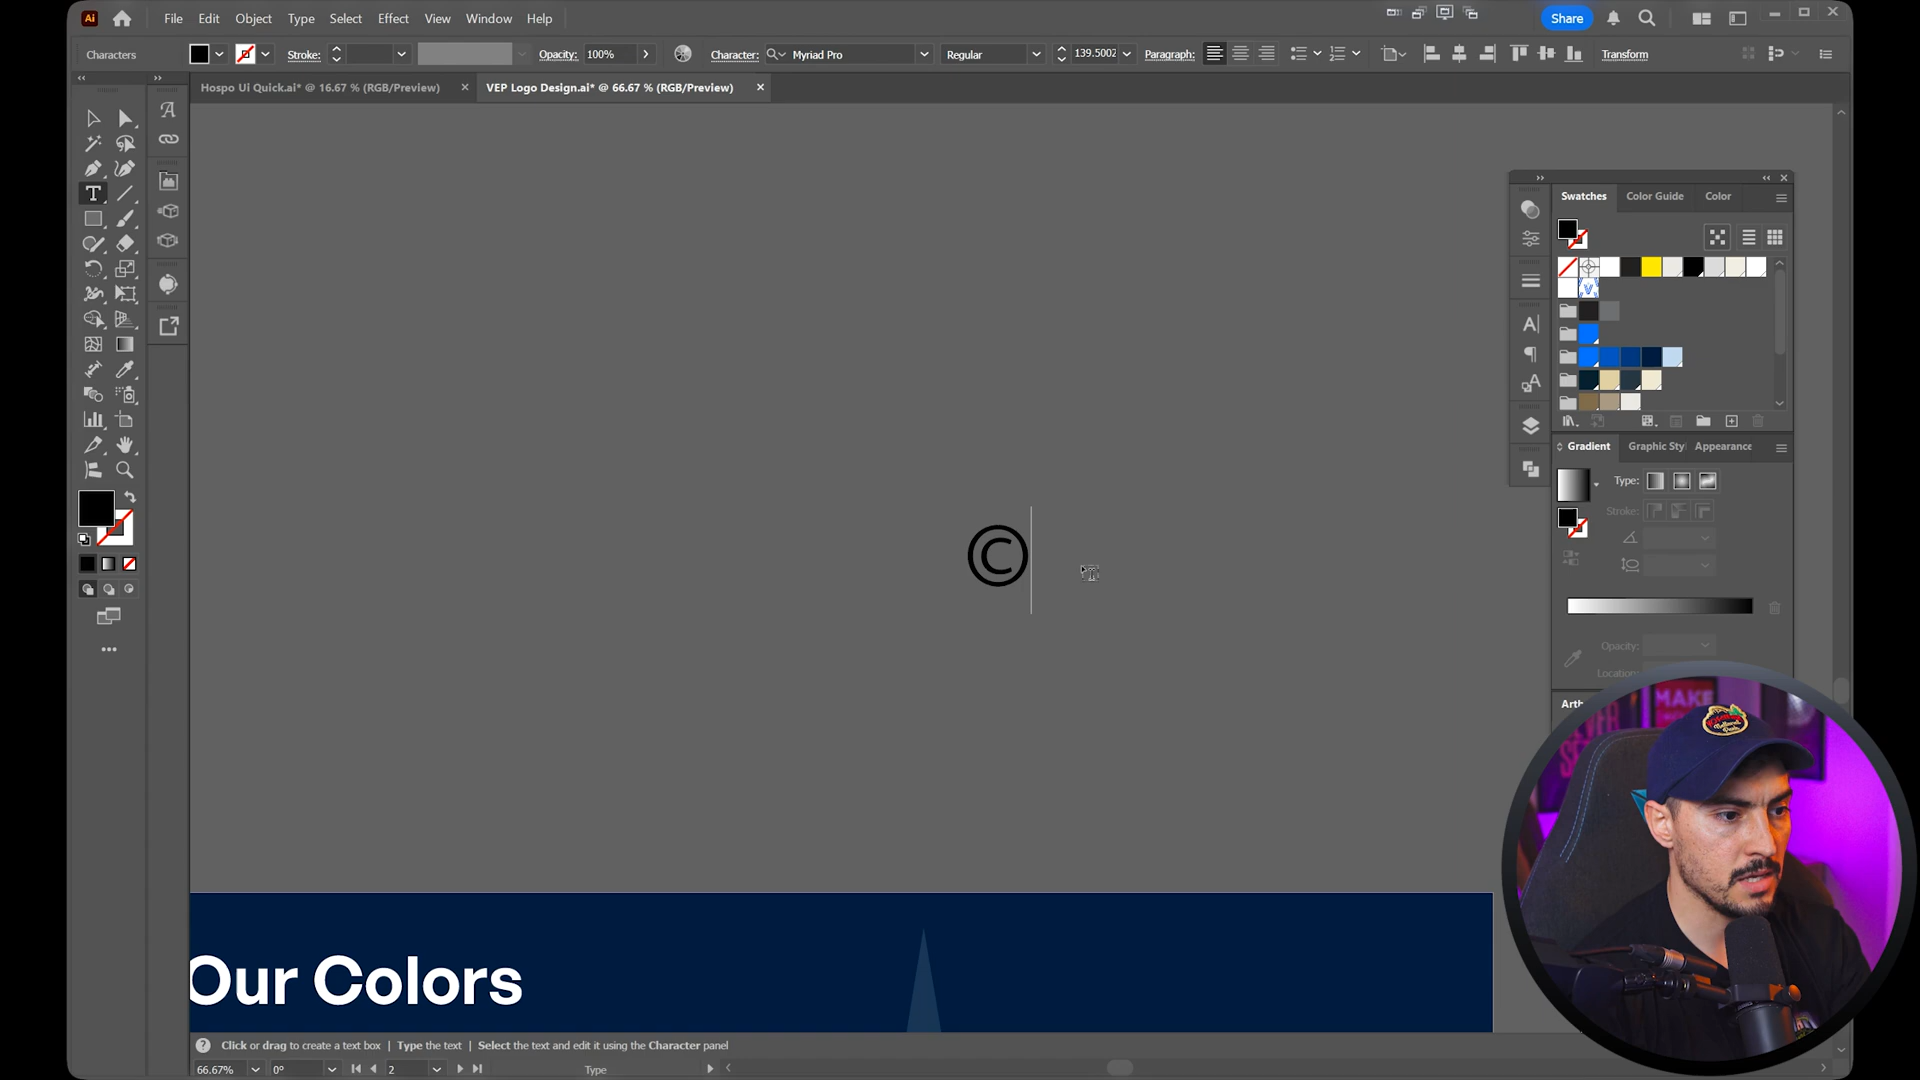 Ai File Edit Object Type Select Effect View Window Help Share
Characters Stroke: Opacity: 100% Character: Myriad Pro Regular 139.5002 Paragraph: Transform
Hospo Ui Quick.ai* @ 16.67 % (RGB/Preview) VEP Logo Design.ai* @ 66.67 % (RGB/Preview)
Swatches Color Guide Color
©
Gradient Graphic Sty Appearance
Type:
Stroke:
Opacity:
Location:
Artb
MAKE
Our Colors
Click or drag to create a text box | Type the text | Select the text and edit it using the Character panel
66.67% 0° 2 Type